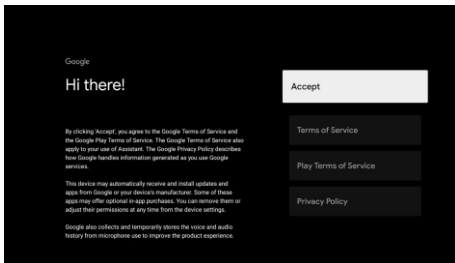 Google
Hi there!
By clicking 'Accept', you agree to the Google Terms of Service and
the Google Play Terms of Service. The Google Terms of Service also
apply to your use of Assistant. The Google Privacy Policy describes
how Google handles information generated as you use Google
services.
This device may automatically receive and install updates and
apps from Google or your device's manufacturer. Some of these
apps may offer optional in-app purchases. You can remove them or
adjust their permissions at any time from the device settings.
Google also collects and temporarily stores the voice and audio
history from microphone use to improve the product experience.
Accept
Terms of Service
Play Terms of Service
Privacy Policy